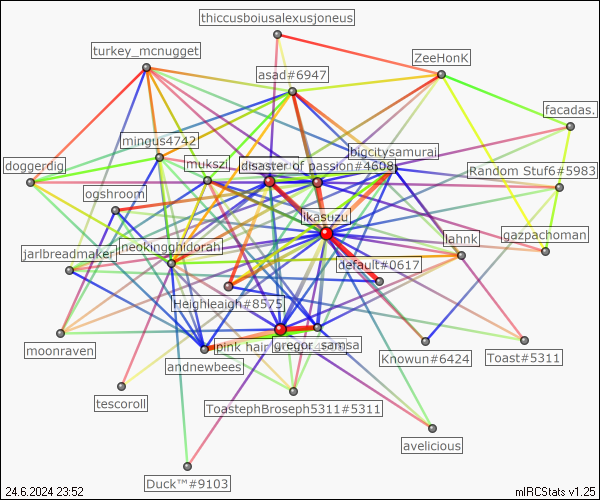 thiccusboiusalexusjoneus
turkey_mcnugget
ZeeHonK
asad#6947
facadas.
mingus4742
bigcitysamurai
doggerdig
mukszi
disaster of passion#4608
Random Stuf6#5983
ogshroom
ikasuzu
jarlbreadmaker
neokingghidorah
lahnk
gazpachoman
default#0617
Heighleaigh#8575
moonraven
pink hair
gregor_samsa
andnewbees
Knowun#6424
Toast#5311
tescoroll
ToastephBroseph5311#5311
avelicious
Duck™#9103
24.6.2024 23:52
mIRCStats v1.25